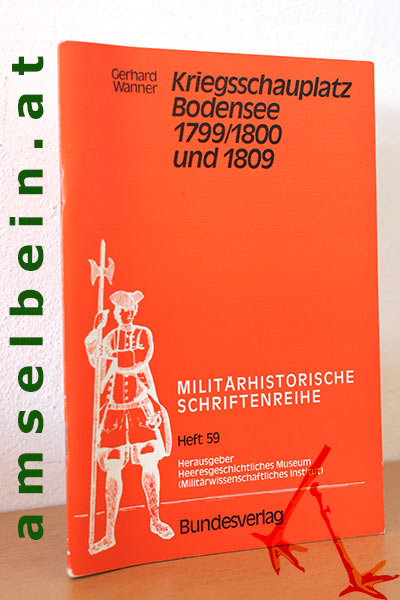 amselbein.at
Gerhard
Wanner
Kriegsschauplatz
Bodensee
1799/1800
und 1809
MILITÄRHISTORISCHE
SCHRIFTENREIHE
Heft 59
Herausgeber
Heeresgeschichtliches Museum
(Militärwissenschaftliches Institut)
Bundesverlag